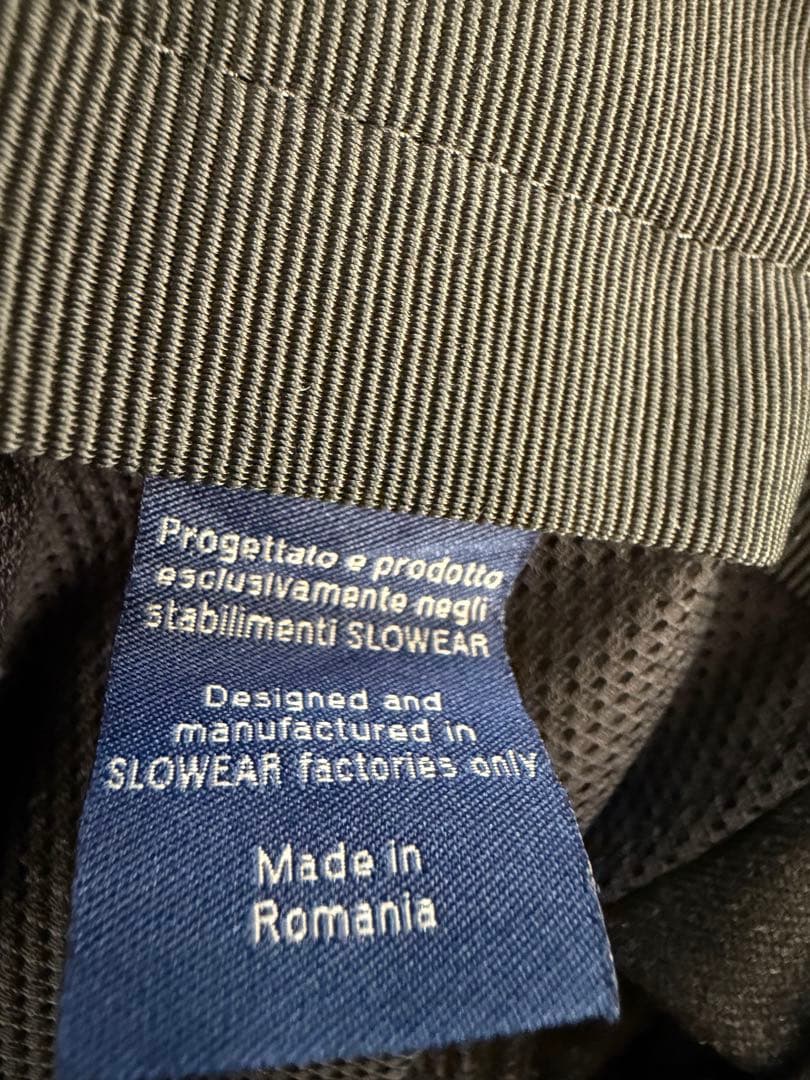 Progettato e prodotto
esclusivamente negli
stabilimenti SLOWEAR
Designed and
manufactured in
SLOWEAR factories only
Made in
Romania